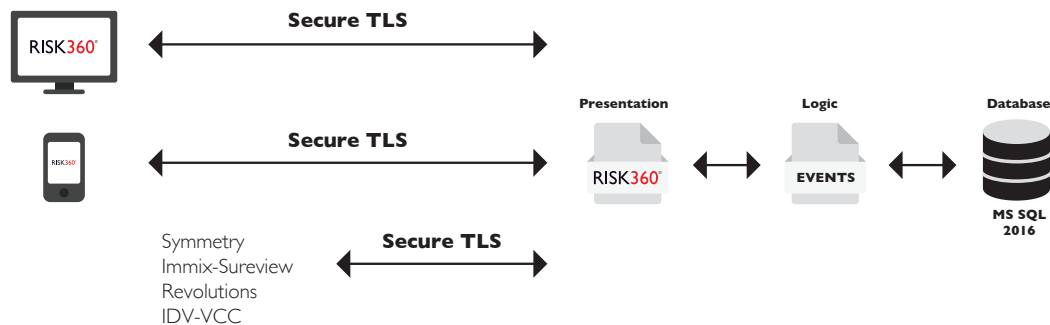 Secure TLS
RISK360°
Presentation
Logic
Database
Secure TLS
RISK360°
RISK360°
EVENTS
MS SQL
2016
Symmetry
Immix-Sureview
Revolutions
IDV-VCC
Secure TLS